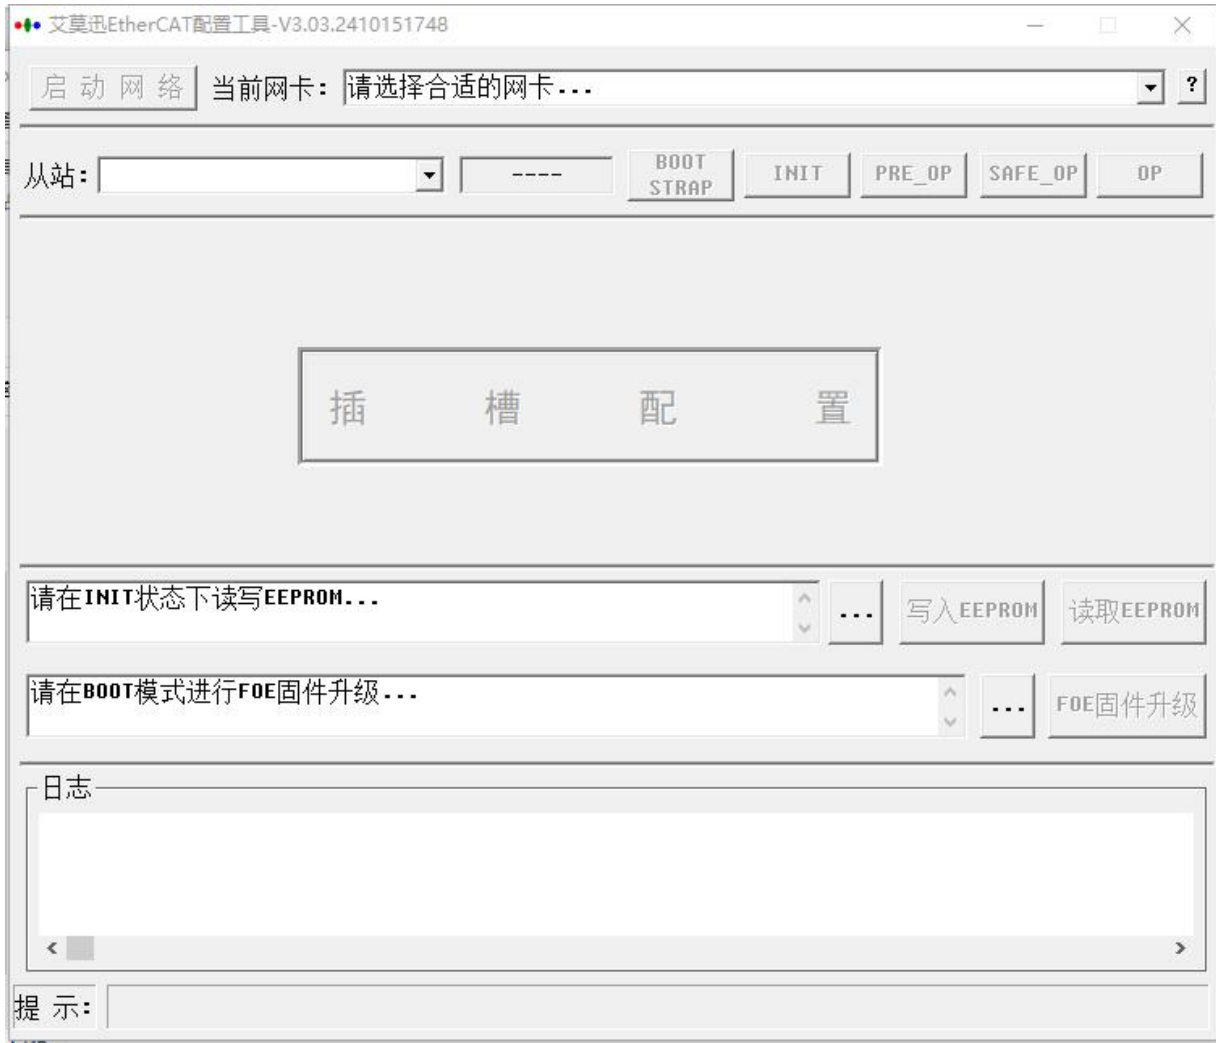 艾莫迅EtherCAT配置工具-V3.03.2410151748
启动网络 当前网卡: 请选择合适的网卡... ?
从站: ---- BOOT STRAP INIT PRE_OP SAFE_OP OP
插槽配置
请在INIT状态下读写EEPROM... ... 写入EEPROM 读取EEPROM
请在BOOT模式进行FOE固件升级... ... FOE固件升级
日志
提示: